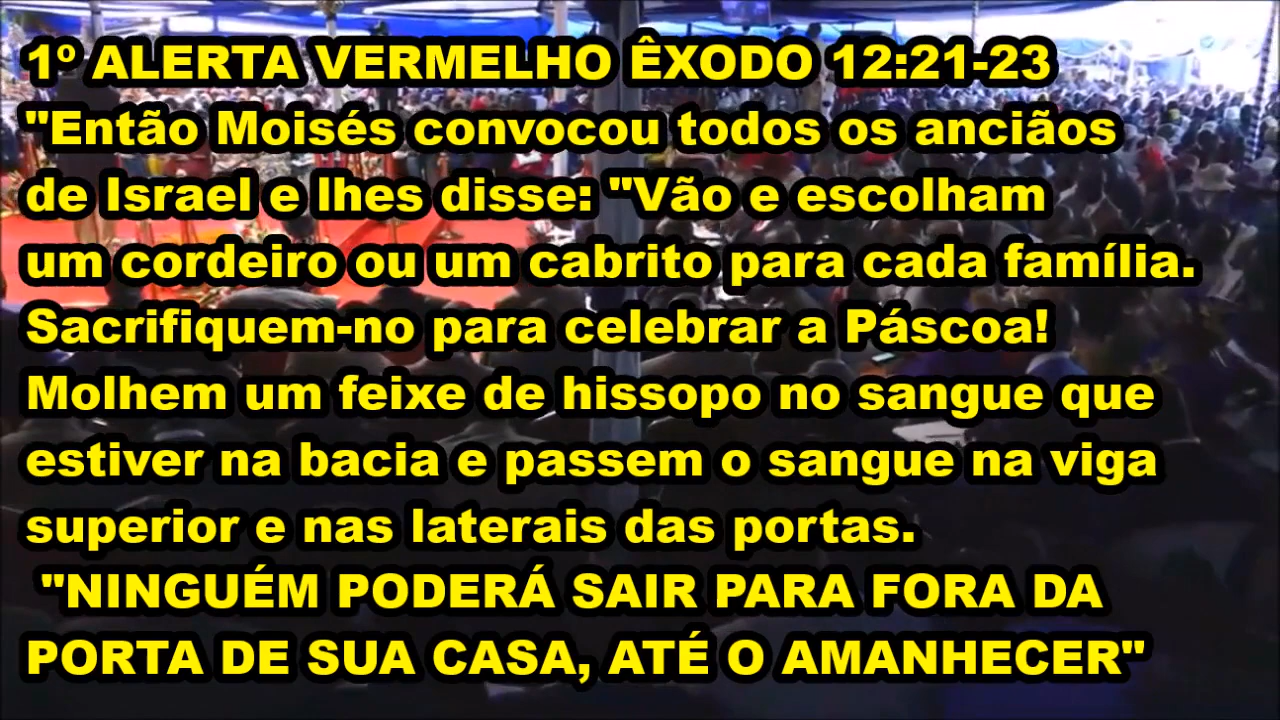 1º ALERTA VERMELHO ÊXODO 12:21-23
"Então Moisés convocou todos os anciãos
de Israel e lhes disse: "Vão e escolham
um cordeiro ou um cabrito para cada família.
Sacrifiquem-no para celebrar a Páscoa!
Molhem um feixe de hissopo no sangue que
estiver na bacia e passem o sangue na viga
superior e nas laterais das portas.
"NINGUÉM PODERÁ SAIR PARA FORA DA
PORTA DE SUA CASA, ATÉ O AMANHECER"